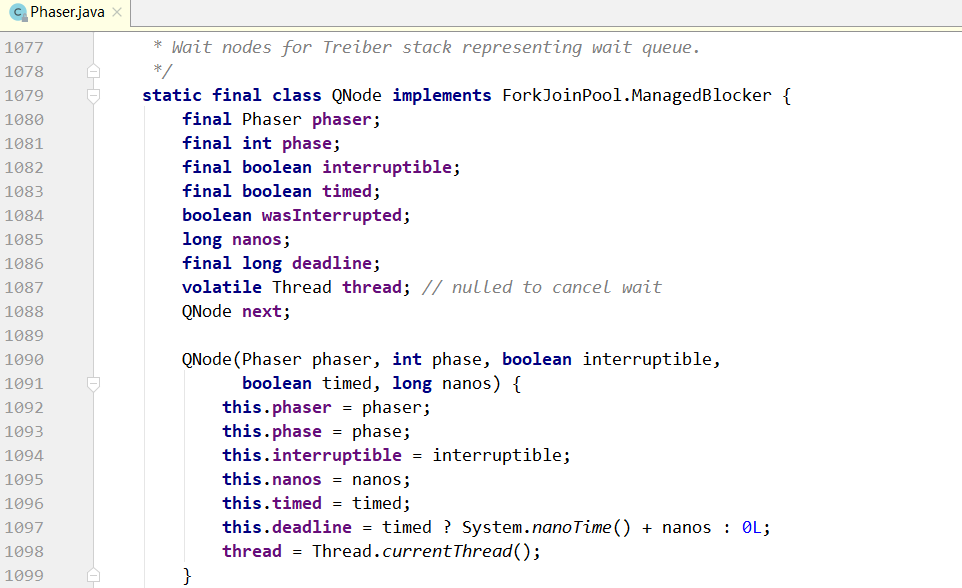 Phaser.java
1077 * Wait nodes for Treiber stack representing wait queue.
1078 */
1079 static final class QNode implements ForkJoinPool.ManagedBlocker {
1080 final Phaser phaser;
1081 final int phase;
1082 final boolean interruptible;
1083 final boolean timed;
1084 boolean wasInterrupted;
1085 long nanos;
1086 final long deadline;
1087 volatile Thread thread; // nulled to cancel wait
1088 QNode next;
1089
1090 QNode(Phaser phaser, int phase, boolean interruptible,
1091 boolean timed, long nanos) {
1092 this.phaser = phaser;
1093 this.phase = phase;
1094 this.interruptible = interruptible;
1095 this.nanos = nanos;
1096 this.timed = timed;
1097 this.deadline = timed ? System.nanoTime() + nanos : 0L;
1098 thread = Thread.currentThread();
1099 }